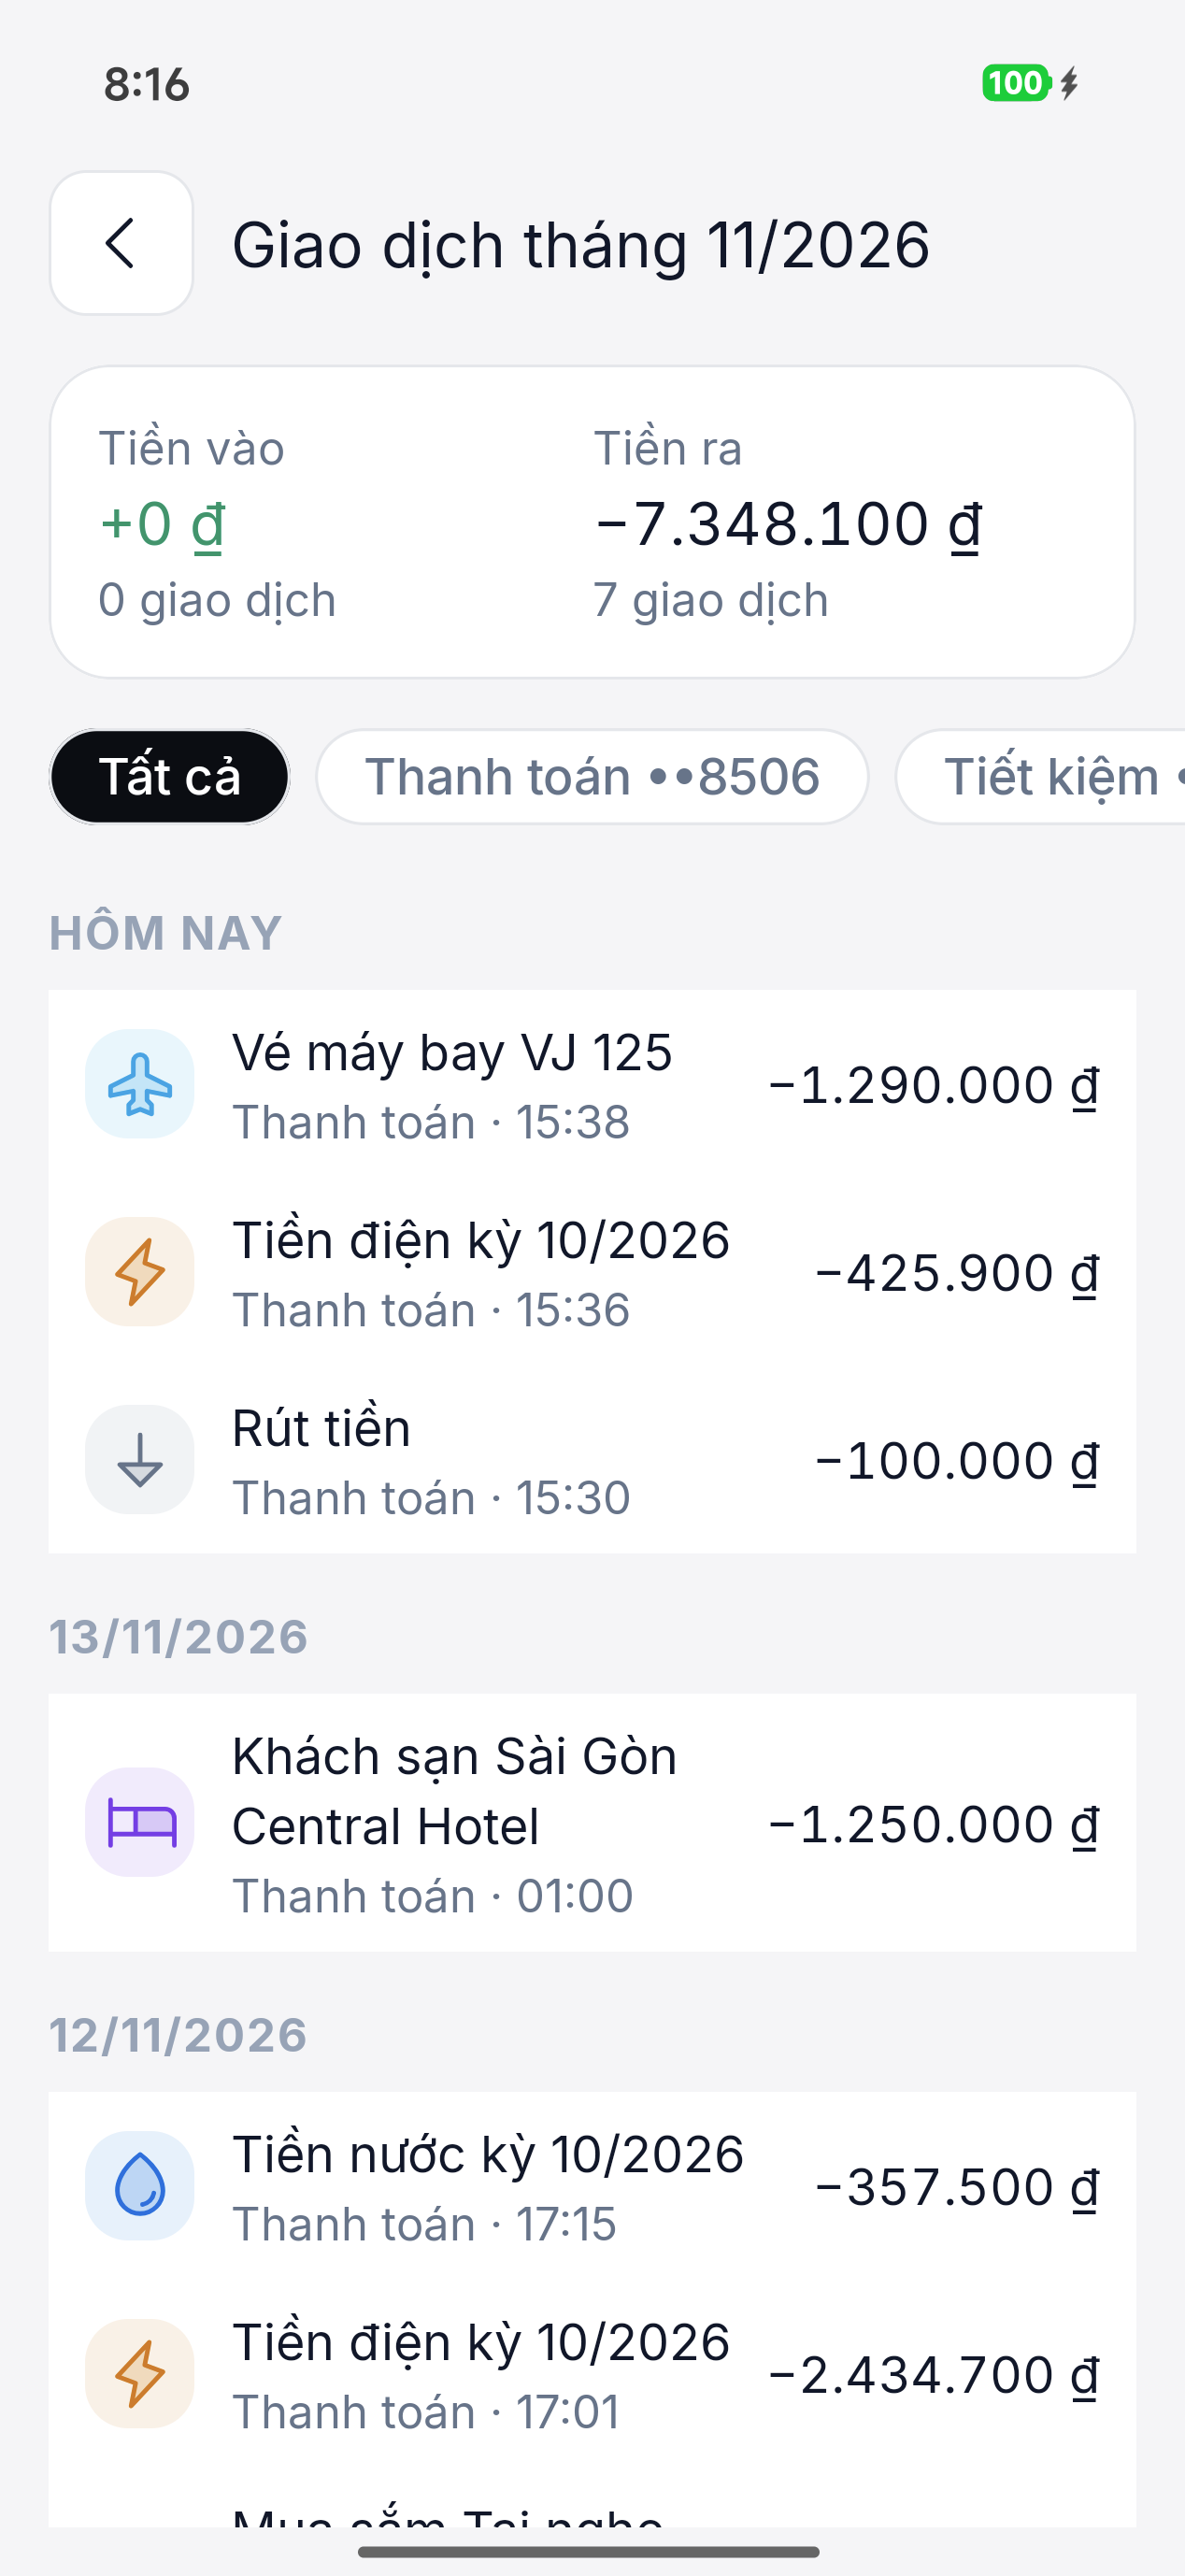 8:16
100
Giao dịch tháng 11/2026
Tiền vào
Tiền ra
+0 ₫
−7.348.100 ₫
0 giao dịch
7 giao dịch
Tất cả
Thanh toán ••8506
Tiết kiệm •
HÔM NAY
Vé máy bay VJ 125
−1.290.000 ₫
Thanh toán · 15:38
Tiền điện kỳ 10/2026
−425.900 ₫
Thanh toán · 15:36
Rút tiền
−100.000 ₫
Thanh toán · 15:30
13/11/2026
Khách sạn Sài Gòn
Central Hotel
−1.250.000 ₫
Thanh toán · 01:00
12/11/2026
Tiền nước kỳ 10/2026
−357.500 ₫
Thanh toán · 17:15
Tiền điện kỳ 10/2026
−2.434.700 ₫
Thanh toán · 17:01
Mua sắm Tai nghe